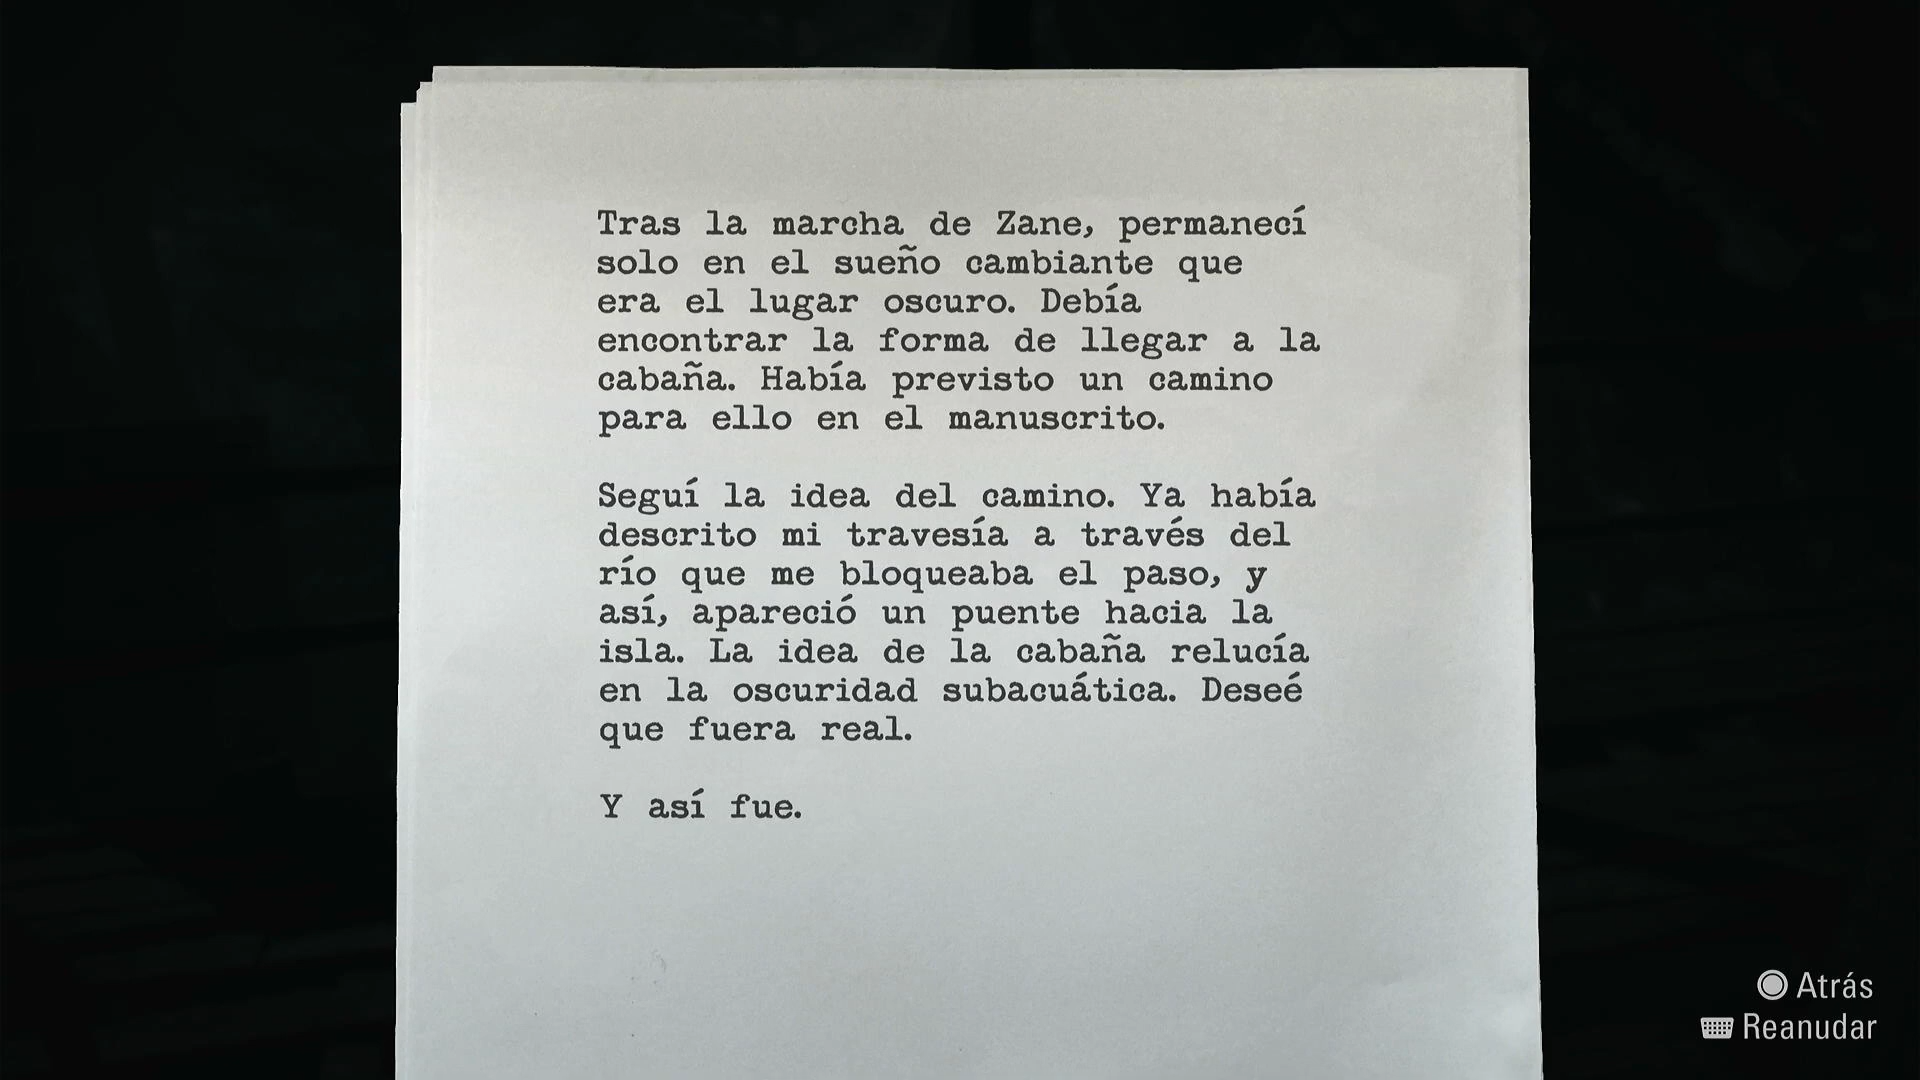 Tras la marcha de Zane, permanecí
solo en el sueño cambiante que
era el lugar oscuro. Debía
encontrar la forma de llegar a la
cabaña. Había previsto un camino
para ello en el manuscrito.
Seguí la idea del camino. Ya había
descrito mi travesía a través del
río que me bloqueaba el paso, y
así, apareció un puente hacia la
isla. La idea de la cabaña relucía
en la oscuridad subacuática. Deseé
que fuera real.
Y así fue.
Atrás
Reanudar